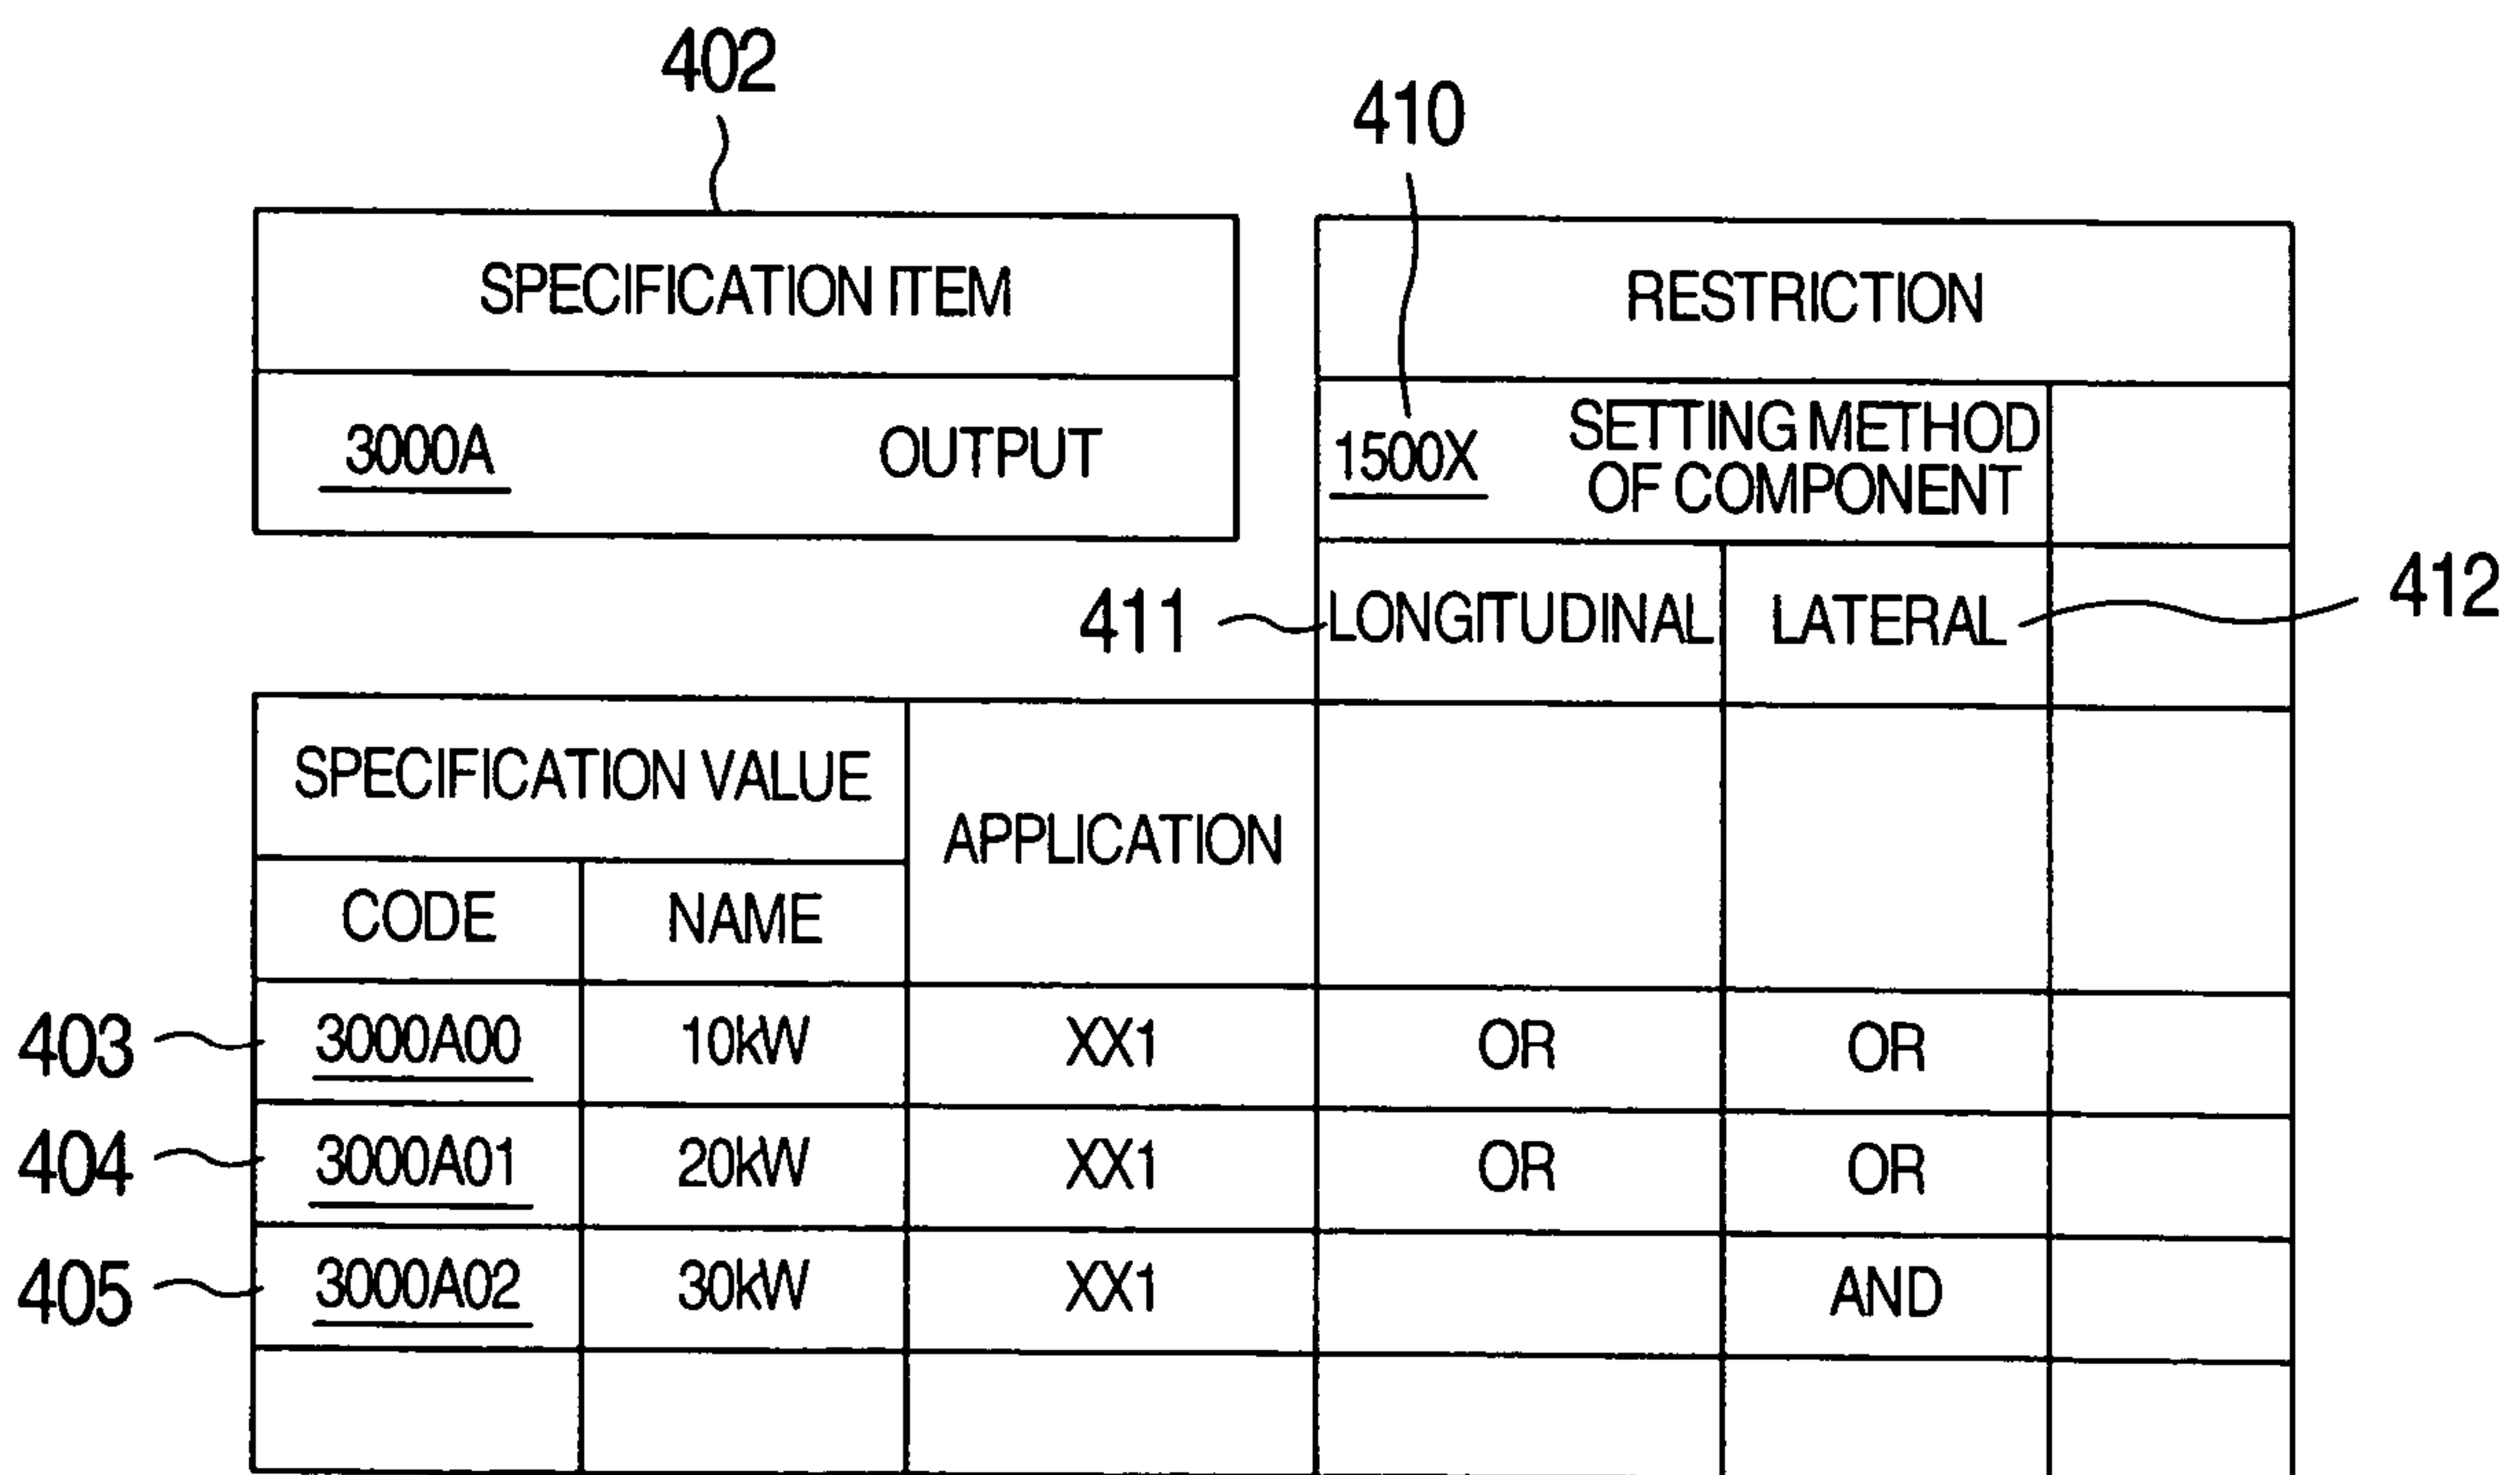 402
410
SPECIFICATION ITEM
RESTRICTION
3000A OUTPUT
1500X
SETTING METHOD
OF COMPONENT
411
LONGITUDINAL
LATERAL
412
SPECIFICATION VALUE
APPLICATION
CODE
NAME
403 3000A00 10kW XX1 OR OR
404 3000A01 20kW XX1 OR OR
405 3000A02 30kW XX1 AND